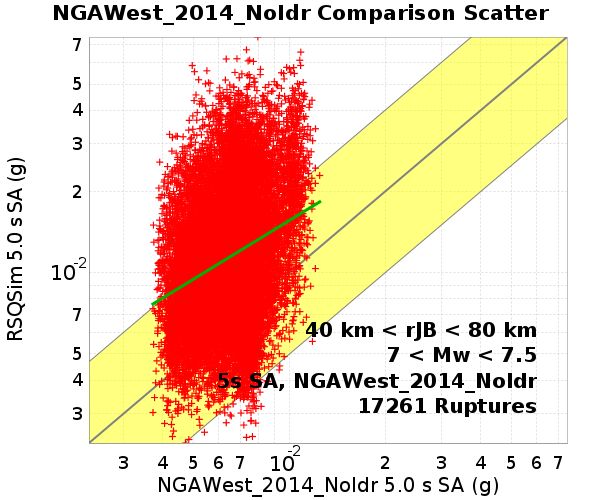 NGAWest_2014_NoIdr Comparison Scatter
RSQSim 5.0 s SA (g)
7
5
4
3
2
10-2
7
5
4
3
40 km < rJB < 80 km
7 < Mw < 7.5
5s SA, NGAWest_2014_NoIdr
17261 Ruptures
3 4 5 6 7 10-2 2 3 4 5 6 7
NGAWest_2014_NoIdr 5.0 s SA (g)